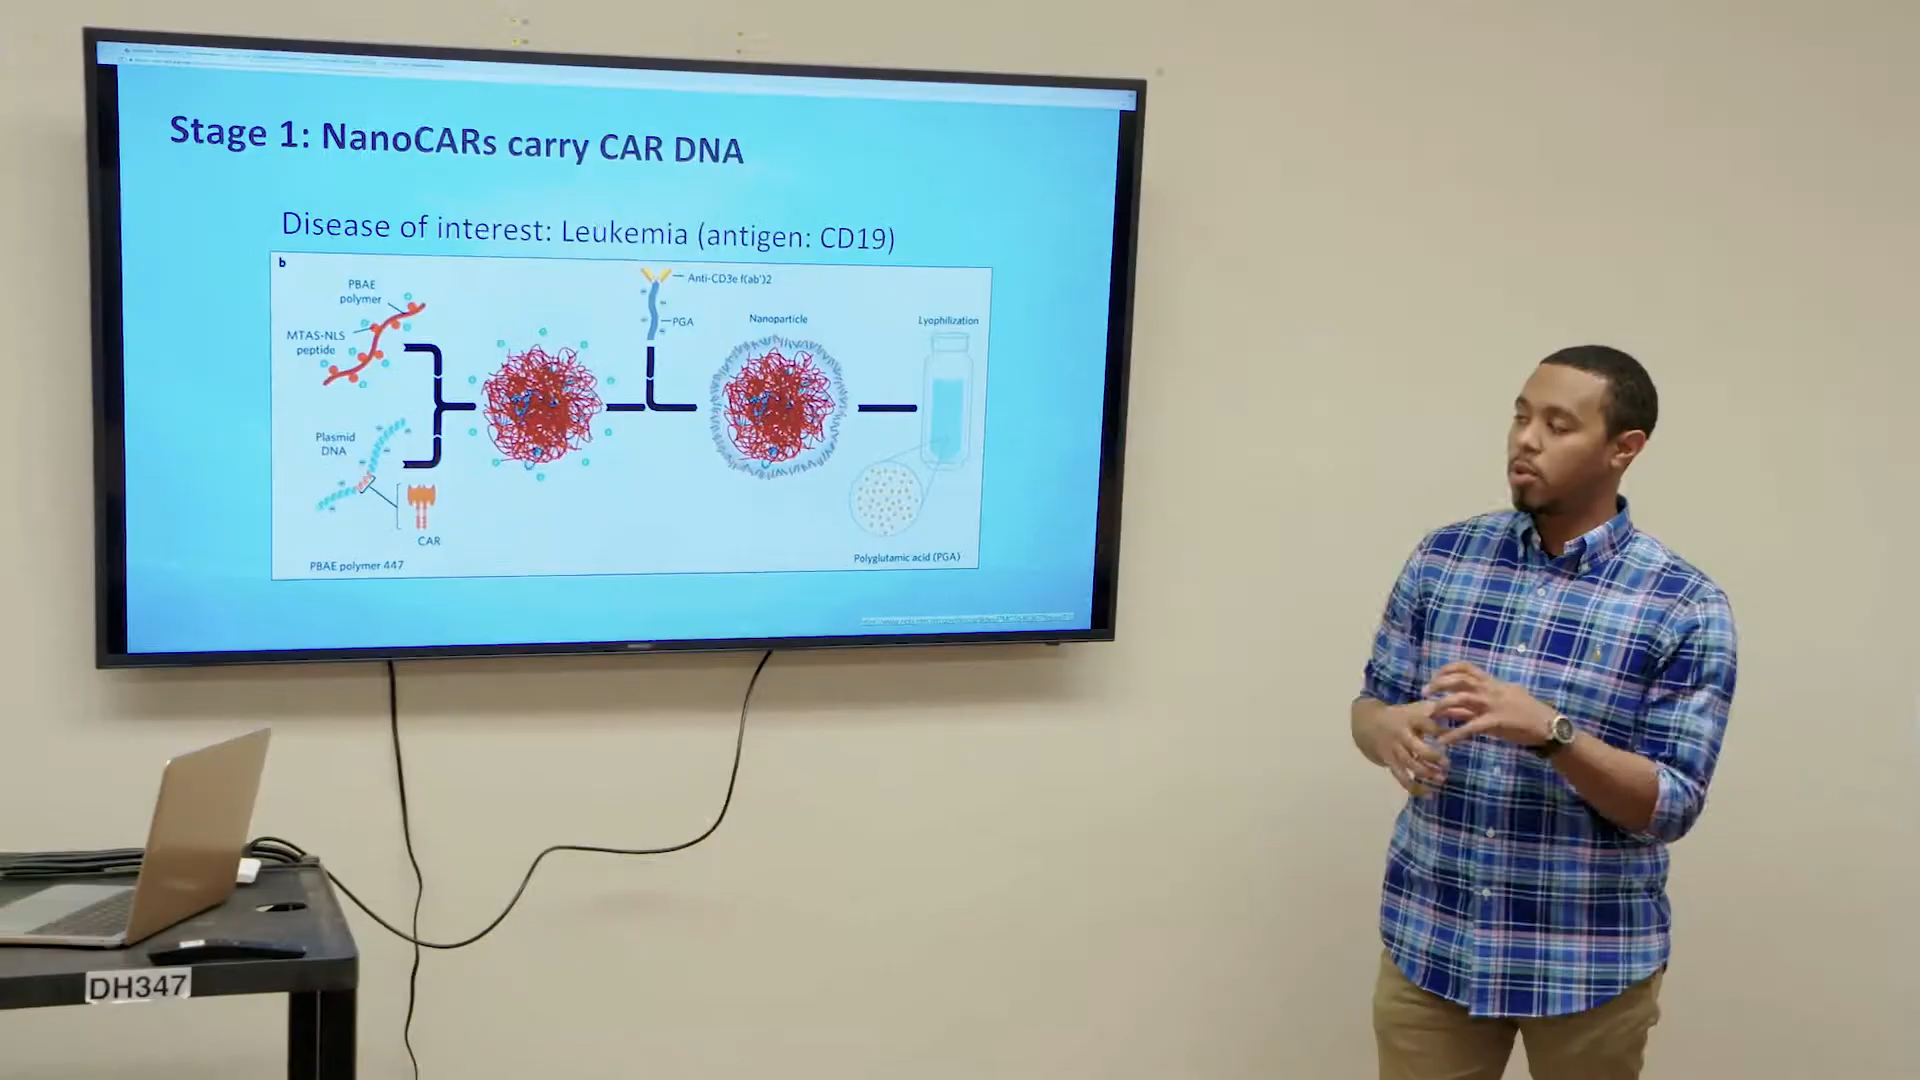 Stage 1: NanoCARs carry CAR DNA
Disease of interest: Leukemia (antigen: CD19)
b
PBAE
polymer
MTAS-NLS
peptide
Plasmid
DNA
CAR
PBAE polymer 447
Anti-CD3e f(ab')2
PGA
Nanoparticle
Lyophilization
Polyglutamic acid (PGA)
DH347